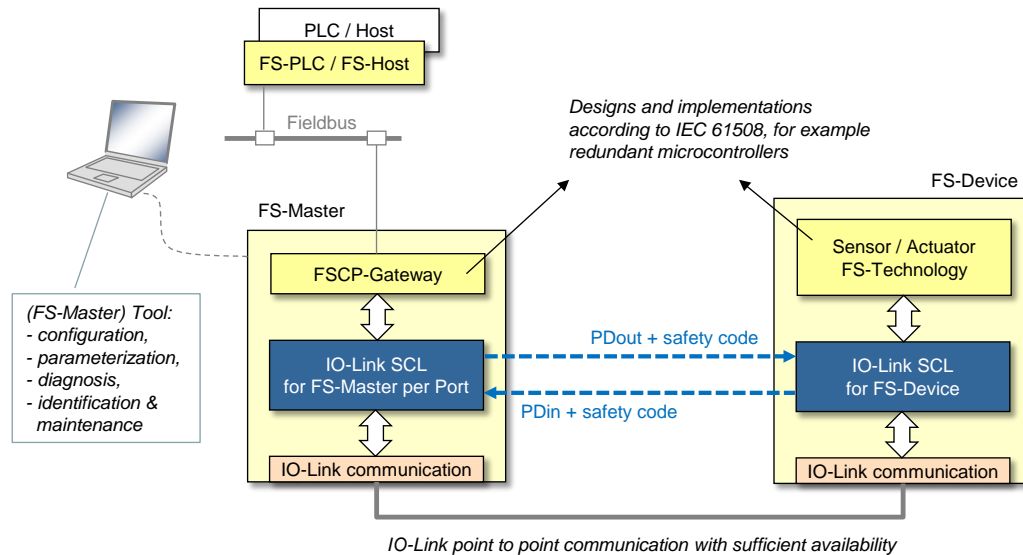 PLC / Host
FS-PLC / FS-Host
Fieldbus
Designs and implementations
according to IEC 61508, for example
redundant microcontrollers
FS-Master
FS-Device
FSCP-Gateway
Sensor / Actuator
FS-Technology
(FS-Master) Tool:
- configuration,
- parameterization,
- diagnosis,
- identification &
maintenance
IO-Link SCL
for FS-Master per Port
PDout + safety code
PDin + safety code
IO-Link SCL
for FS-Device
IO-Link communication
IO-Link communication
IO-Link point to point communication with sufficient availability